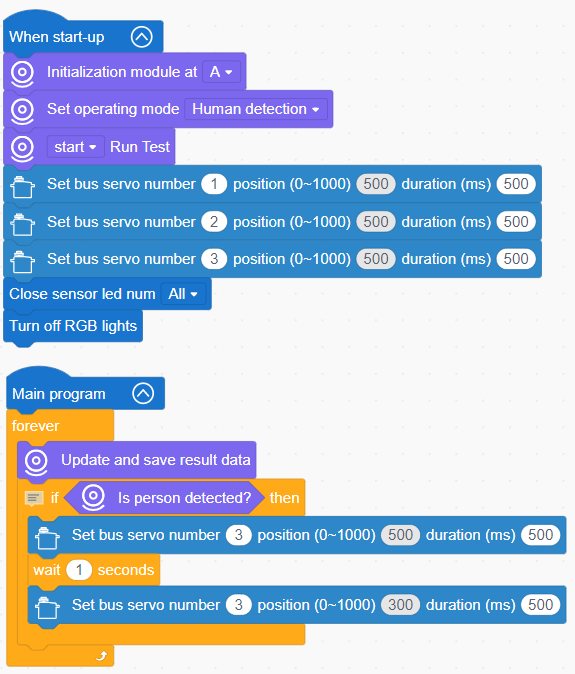 When start-up
Initialization module at A
Set operating mode Human detection
start Run Test
Set bus servo number 1 position (0~1000) 500 duration (ms) 500
Set bus servo number 2 position (0~1000) 500 duration (ms) 500
Set bus servo number 3 position (0~1000) 500 duration (ms) 500
Close sensor led num All
Turn off RGB lights
Main program
forever
Update and save result data
if Is person detected? then
Set bus servo number 3 position (0~1000) 500 duration (ms) 500
wait 1 seconds
Set bus servo number 3 position (0~1000) 300 duration (ms) 500